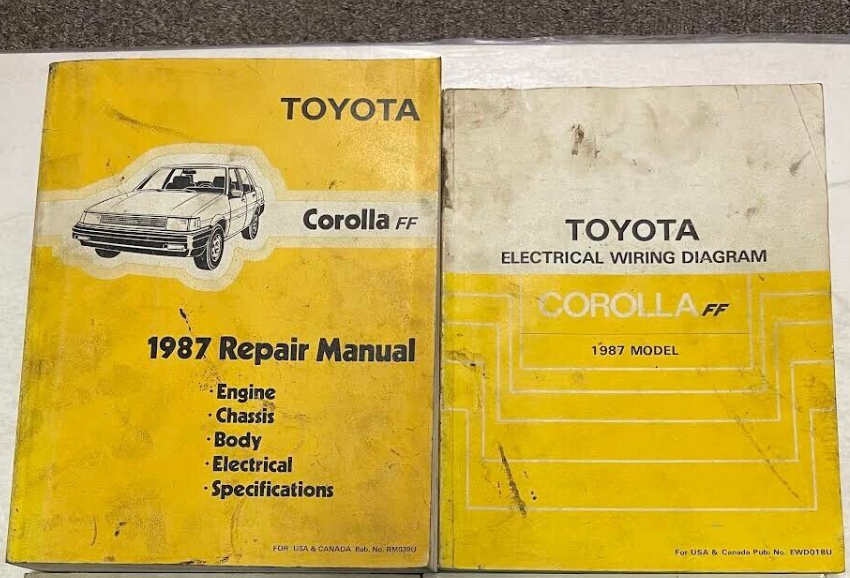 TOYOTA
Corolla FF
1987 Repair Manual
· Engine
· Chassis
· Body
· Electrical
· Specifications
FOR USA & CANADA Pub. No. RM039U
TOYOTA
ELECTRICAL WIRING DIAGRAM
COROLLA FF
1987 MODEL
For USA & Canada Pub. No. EWD018U